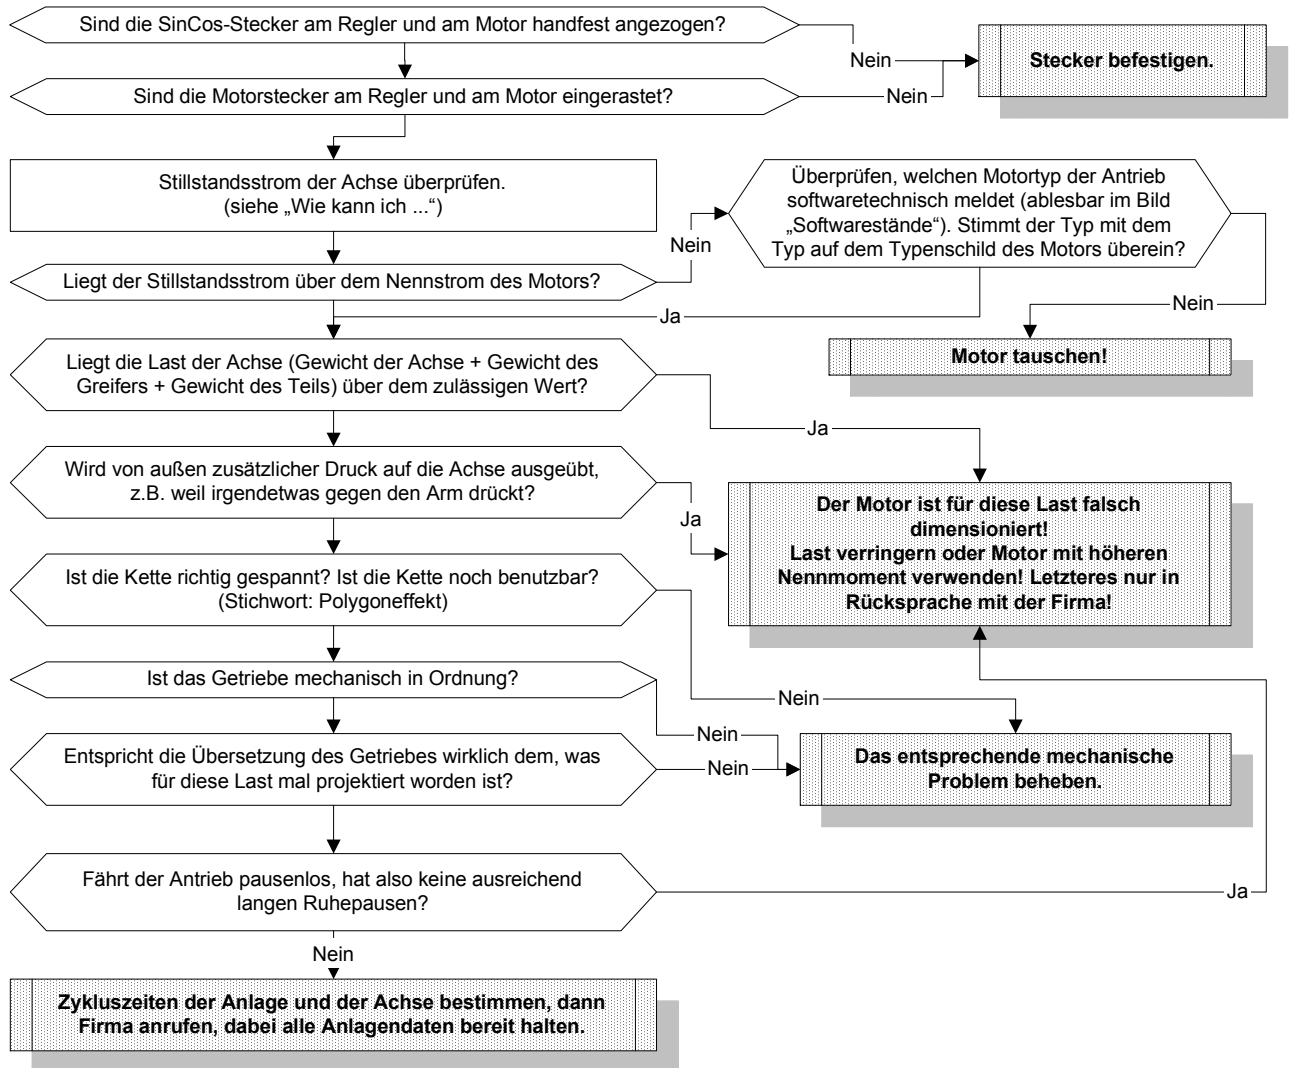 Sind die SinCos-Stecker am Regler und am Motor handfest angezogen?
Nein
Stecker befestigen.
Sind die Motorstecker am Regler und am Motor eingerastet?
Nein
Stillstandsstrom der Achse überprüfen.
(siehe „Wie kann ich ...“)
Überprüfen, welchen Motortyp der Antrieb
softwaretechnisch meldet (ablesbar im Bild
„Softwarestände“). Stimmt der Typ mit dem
Typ auf dem Typenschild des Motors überein?
Nein
Liegt der Stillstandsstrom über dem Nennstrom des Motors?
Nein
Ja
Motor tauschen!
Liegt die Last der Achse (Gewicht der Achse + Gewicht des
Greifers + Gewicht des Teils) über dem zulässigen Wert?
Ja
Wird von außen zusätzlicher Druck auf die Achse ausgeübt,
z.B. weil irgendetwas gegen den Arm drückt?
Ja
Der Motor ist für diese Last falsch
dimensioniert!
Last verringern oder Motor mit höheren
Nennmoment verwenden! Letzteres nur in
Rücksprache mit der Firma!
Ist die Kette richtig gespannt? Ist die Kette noch benutzbar?
(Stichwort: Polygoneffekt)
Nein
Ist das Getriebe mechanisch in Ordnung?
Nein
Entspricht die Übersetzung des Getriebes wirklich dem, was
für diese Last mal projektiert worden ist?
Nein
Das entsprechende mechanische
Problem beheben.
Fährt der Antrieb pausenlos, hat also keine ausreichend
langen Ruhepausen?
Ja
Nein
Zykluszeiten der Anlage und der Achse bestimmen, dann
Firma anrufen, dabei alle Anlagendaten bereit halten.